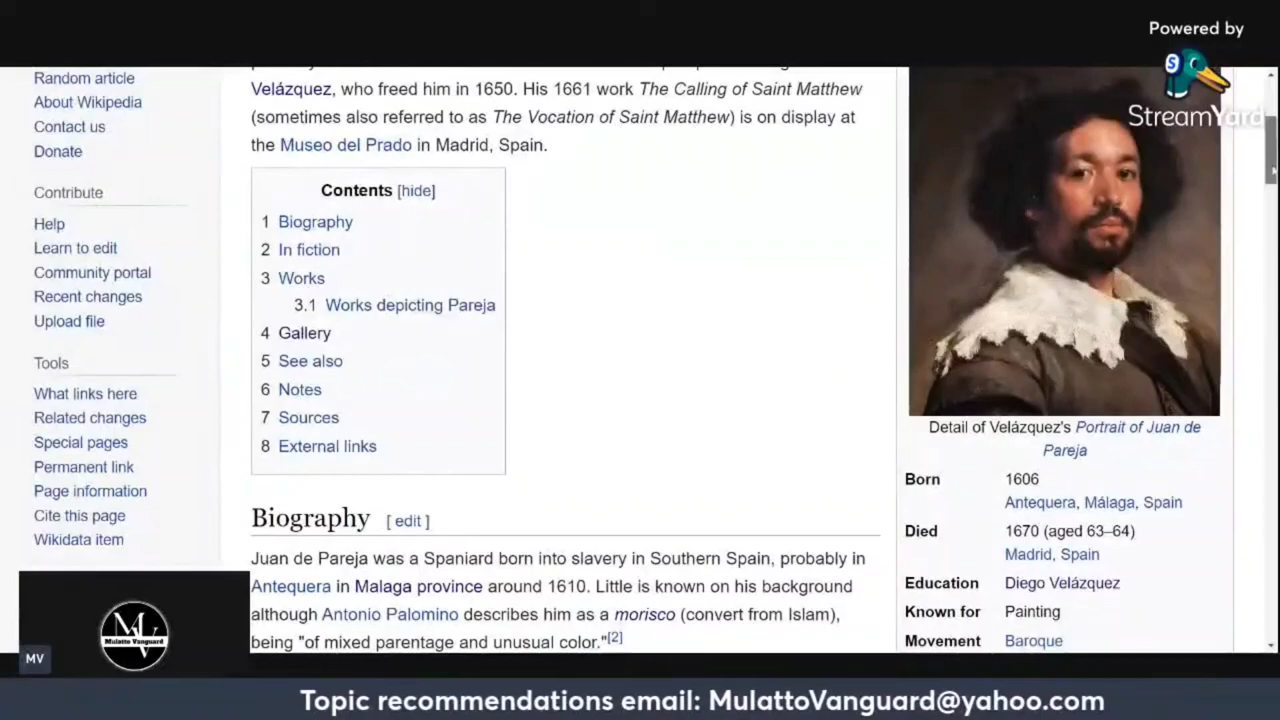 Powered by
StreamYard
Random article
About Wikipedia
Contact us
Donate
Contribute
Help
Learn to edit
Community portal
Recent changes
Upload file
Tools
What links here
Related changes
Special pages
Permanent link
Page information
Cite this page
Wikidata item
Velázquez, who freed him in 1650. His 1661 work The Calling of Saint Matthew
(sometimes also referred to as The Vocation of Saint Matthew) is on display at
the Museo del Prado in Madrid, Spain.
Contents [hide]
1 Biography
2 In fiction
3 Works
3.1 Works depicting Pareja
4 Gallery
5 See also
6 Notes
7 Sources
8 External links
Biography [ edit ]
Juan de Pareja was a Spaniard born into slavery in Southern Spain, probably in
Antequera in Malaga province around 1610. Little is known on his background
although Antonio Palomino describes him as a morisco (convert from Islam),
being "of mixed parentage and unusual color."[2]
Detail of Velázquez's Portrait of Juan de
Pareja
Born 1606
Antequera, Málaga, Spain
Died 1670 (aged 63–64)
Madrid, Spain
Education Diego Velázquez
Known for Painting
Movement Baroque
MV
Mulatto Vanguard
MV
Topic recommendations email: MulattoVanguard@yahoo.com